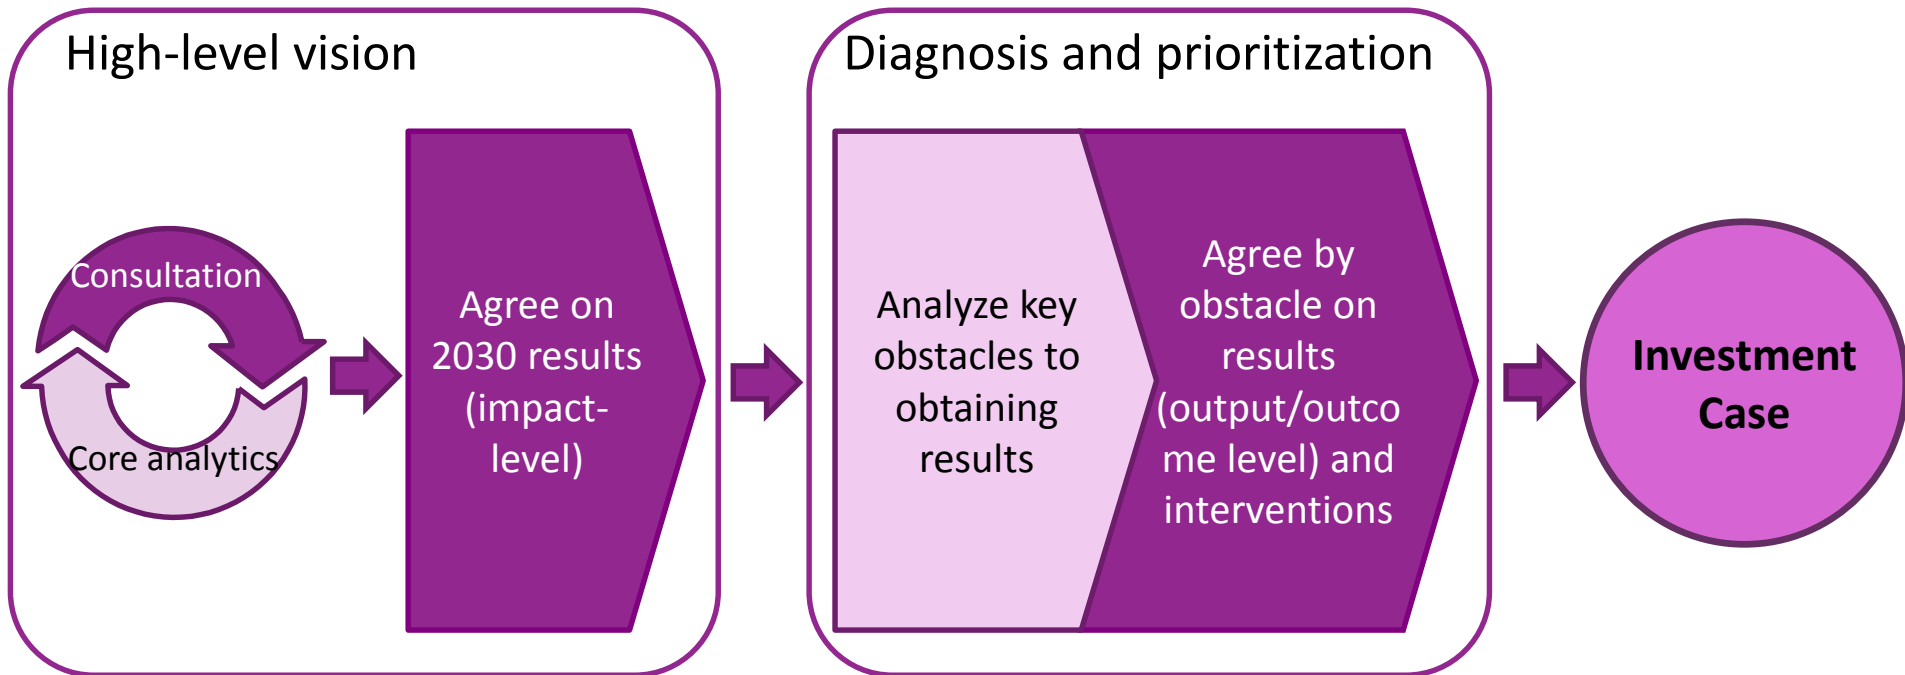 High-level vision
Consultation
Core analytics
Agree on
2030 results
(impact-
level)
Diagnosis and prioritization
Analyze key
obstacles to
obtaining
results
Agree by
obstacle on
results
(output/outco
me level) and
interventions
Investment
Case